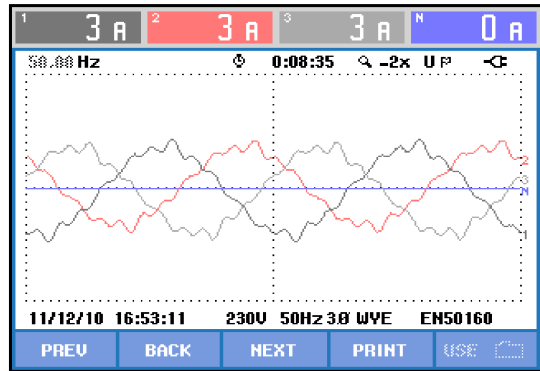 1 3 A 2 3 A 3 3 A N 0 A
50.00 Hz 0:08:35 -2x U
2
3
N
1
11/12/10 16:53:11 230V 50Hz 3Ø WYE EN50160
PREV BACK NEXT PRINT USE